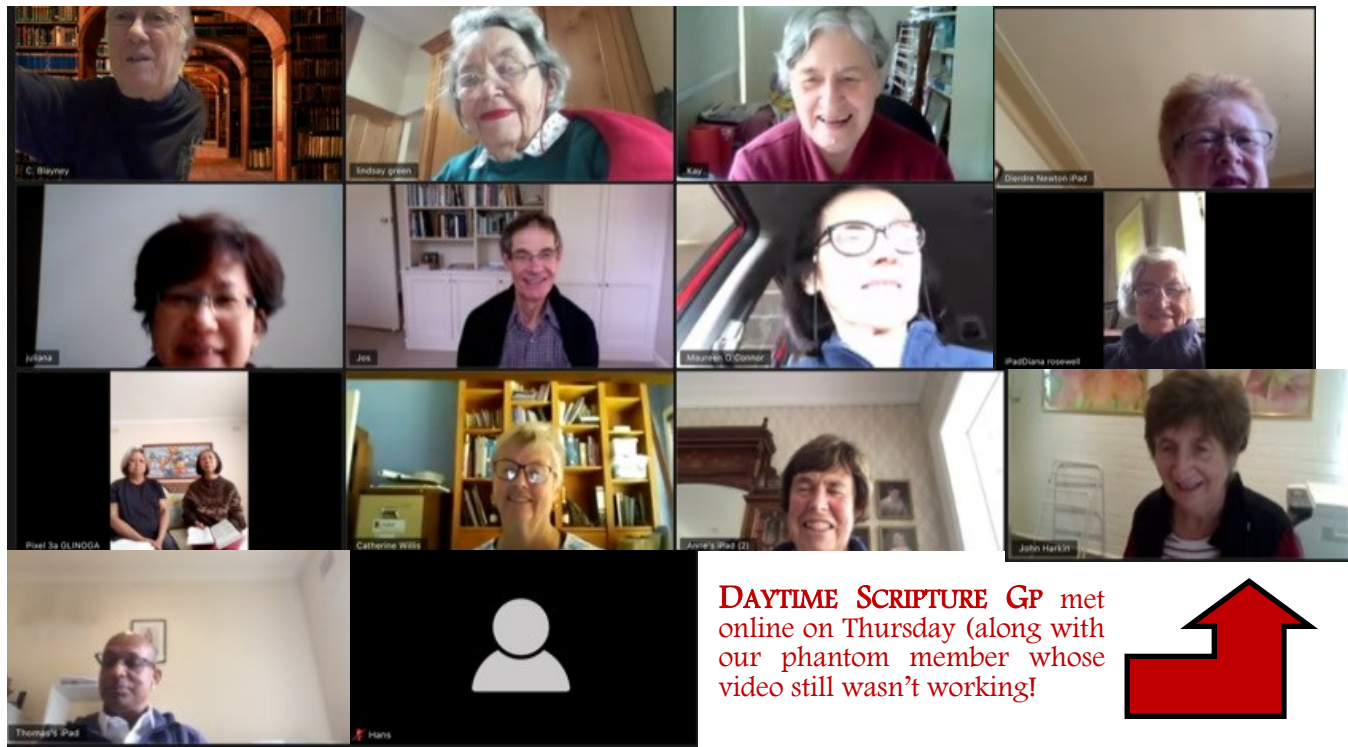 C. Blayney
lindsay green
Kay
Dierdre Newton iPad
juliana
Jos
Maureen O'Connor
iPadDiana rosewell
Pixel 3a GLINOGA
Catherine Willis
Anne's iPad (2)
John Harkin
Thomas's iPad
Hans
DAYTIME SCRIPTURE GP met
online on Thursday (along with
our phantom member whose
video still wasn't working!